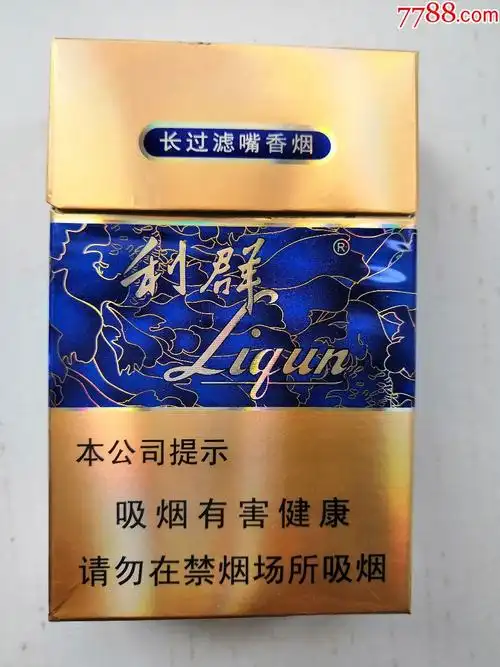 7788.com
长过滤嘴香烟
利群®
Liqun
本公司提示
吸烟有害健康
请勿在禁烟场所吸烟